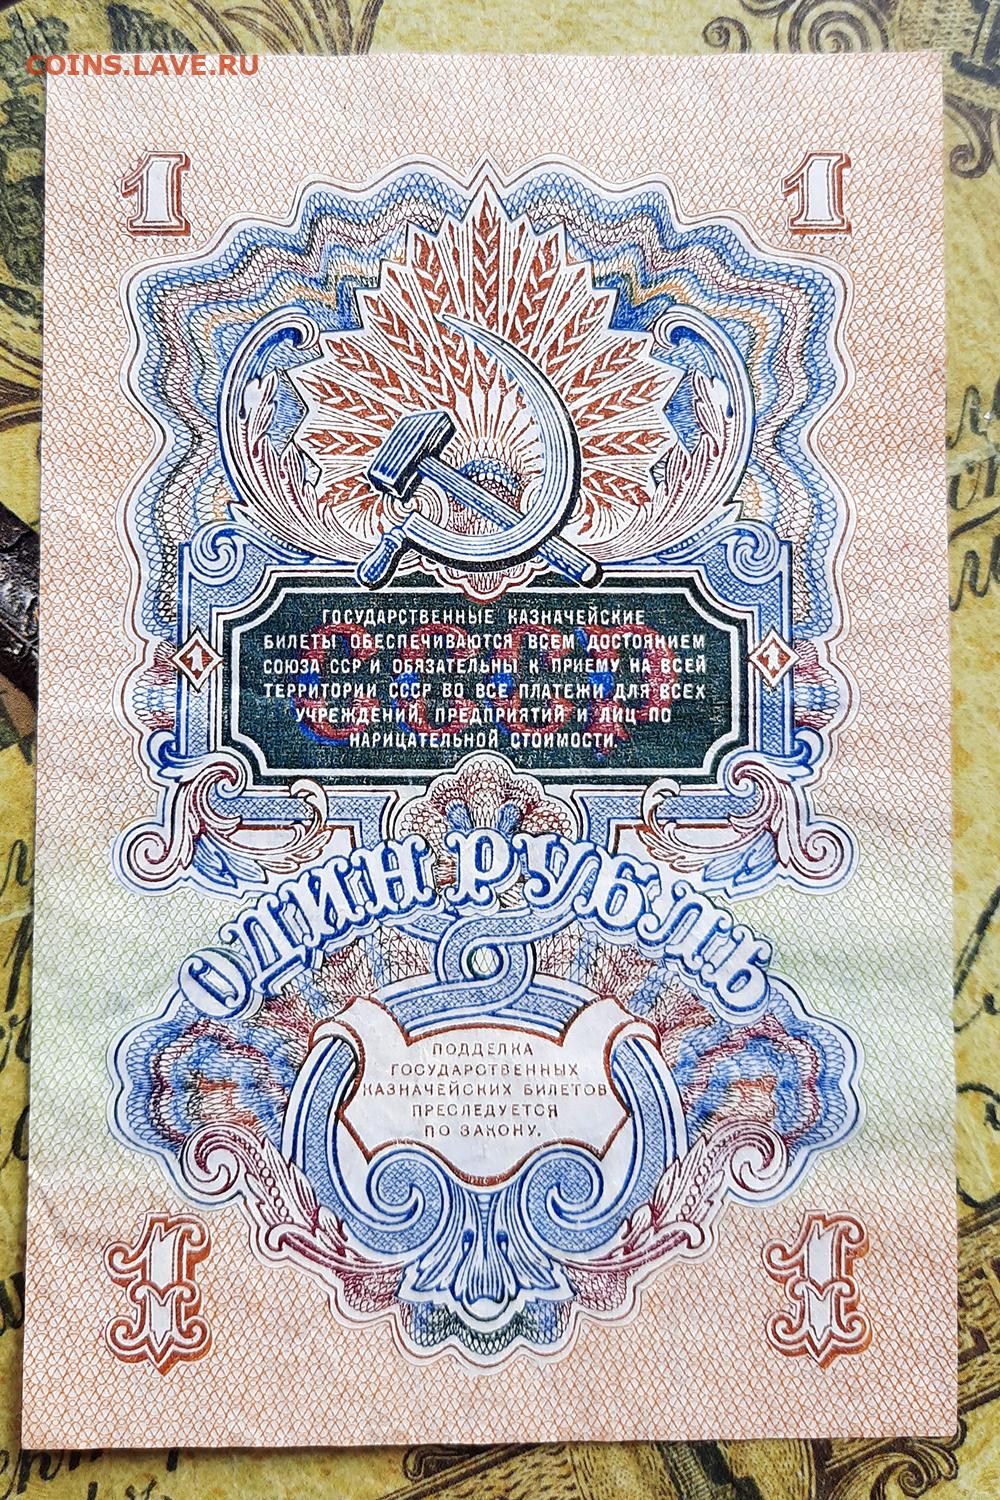 COINS.LAVE.RU
1 1
ГОСУДАРСТВЕННЫЕ КАЗНАЧЕЙСКИЕ
БИЛЕТЫ ОБЕСПЕЧИВАЮТСЯ ВСЕМ ДОСТОЯНИЕМ
СОЮЗА ССР И ОБЯЗАТЕЛЬНЫ К ПРИЕМУ НА ВСЕЙ
1 1
ТЕРРИТОРИИ СССР ВО ВСЕ ПЛАТЕЖИ ДЛЯ ВСЕХ
УЧРЕЖДЕНИЙ, ПРЕДПРИЯТИЙ И ЛИЦ ПО
НАРИЦАТЕЛЬНОЙ СТОИМОСТИ.
СССР
ОДИН РУБЛЬ
ПОДДЕЛКА
ГОСУДАРСТВЕННЫХ
КАЗНАЧЕЙСКИХ БИЛЕТОВ
ПРЕСЛЕДУЕТСЯ
ПО ЗАКОНУ.
1 1